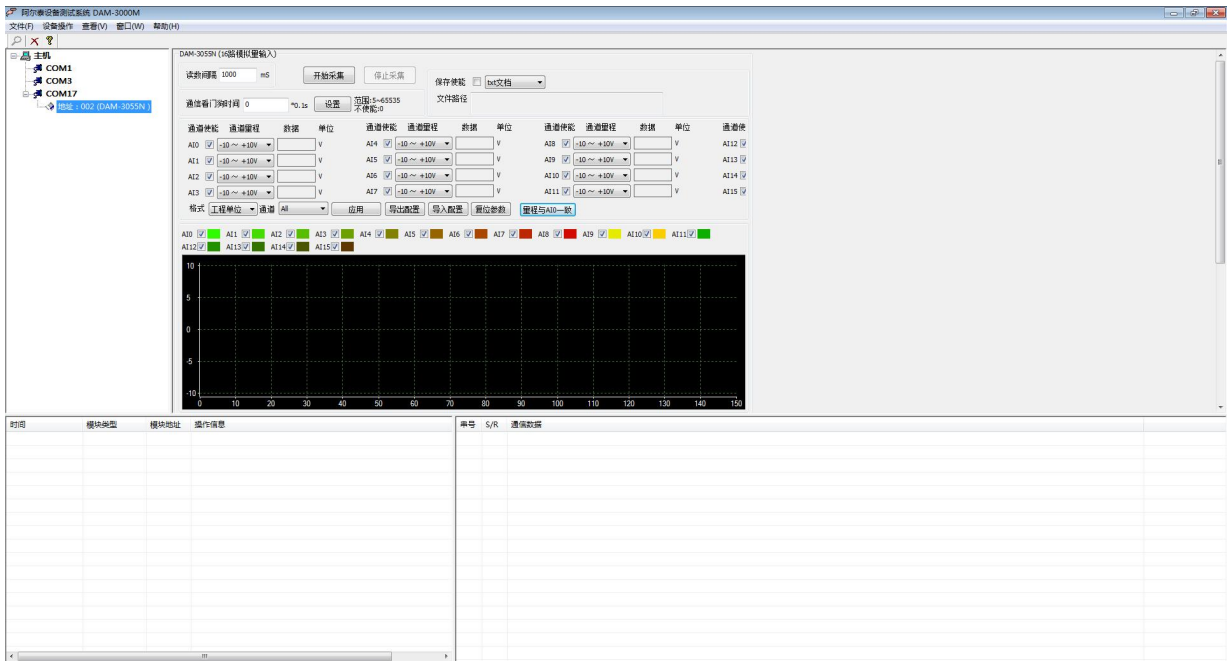 阿尔泰设备测试系统 DAM-3000M
文件(F) 设备操作 查看(V) 窗口(W) 帮助(H)
主机
COM1
COM3
COM17
地址：002 (DAM-3055N )
DAM-3055N (16路模拟量输入)
读数间隔 1000 mS 开始采集 停止采集
保存使能 txt文档
文件路径
通信看门狗时间 0 *0.1s 设置 范围:5~65535
不使能:0
通道使能 通道量程 数据 单位 通道使能 通道量程 数据 单位 通道使能 通道量程 数据 单位 通道使
AI0 -10 ～ +10V V AI4 -10 ～ +10V V AI8 -10 ～ +10V V AI12
AI1 -10 ～ +10V V AI5 -10 ～ +10V V AI9 -10 ～ +10V V AI13
AI2 -10 ～ +10V V AI6 -10 ～ +10V V AI10 -10 ～ +10V V AI14
AI3 -10 ～ +10V V AI7 -10 ～ +10V V AI11 -10 ～ +10V V AI15
格式 工程单位 通道 All 应用 导出配置 导入配置 复位参数 量程与AI0一致
AI0 AI1 AI2 AI3 AI4 AI5 AI6 AI7 AI8 AI9 AI10 AI11
AI12 AI13 AI14 AI15
10
5
0
-5
-10
0 10 20 30 40 50 60 70 80 90 100 110 120 130 140 150
时间 模块类型 模块地址 操作信息
串号 S/R 通信数据